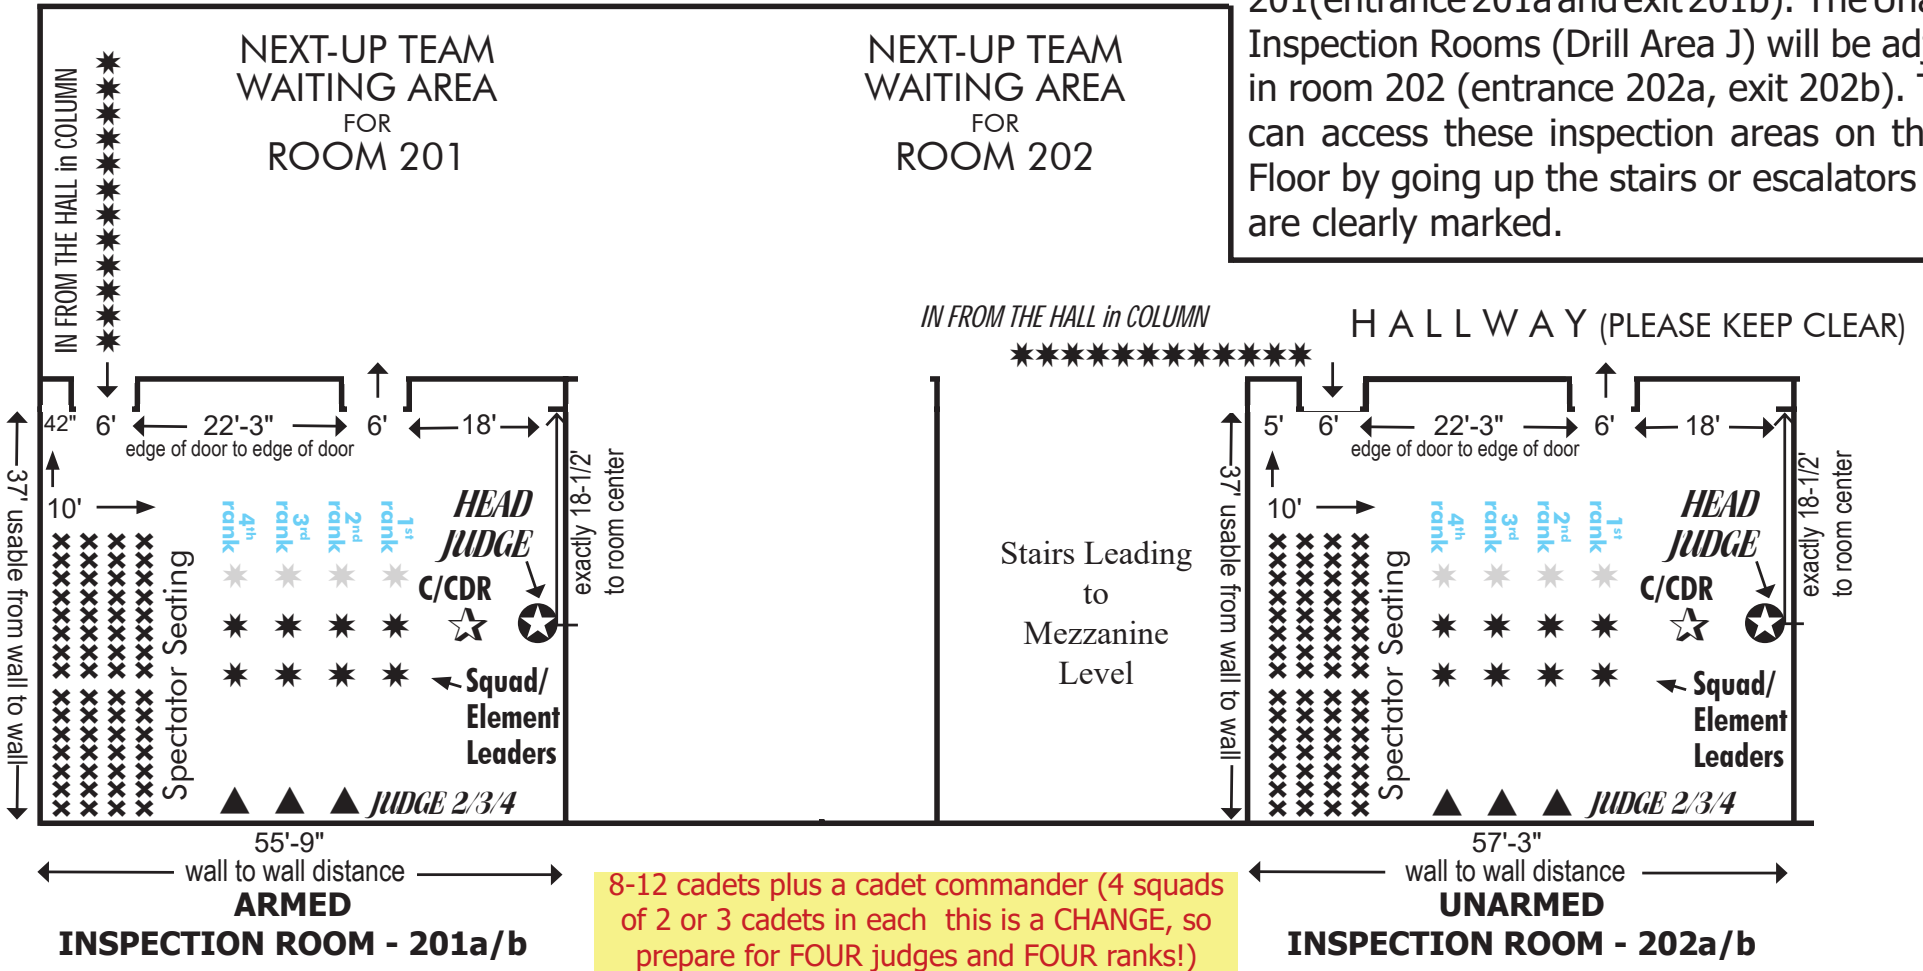 201(entrance 201a and exit 201b). The Una
Inspection Rooms (Drill Area J) will be adj
in room 202 (entrance 202a, exit 202b). T
can access these inspection areas on th
Floor by going up the stairs or escalators
are clearly marked.
NEXT-UP TEAM
WAITING AREA
FOR
ROOM 201
NEXT-UP TEAM
WAITING AREA
FOR
ROOM 202
IN FROM THE HALL in COLUMN
IN FROM THE HALL in COLUMN
HALLWAY (PLEASE KEEP CLEAR)
42" 6' 22'-3" 6' 18'
edge of door to edge of door
37' usable from wall to wall
10'
exactly 18-1/2'
to room center
4th
rank
3rd
rank
2nd
rank
1st
rank
HEAD
JUDGE
C/CDR
Spectator Seating
Squad/
Element
Leaders
JUDGE 2/3/4
55'-9"
wall to wall distance
ARMED
INSPECTION ROOM - 201a/b
Stairs Leading
to
Mezzanine
Level
8-12 cadets plus a cadet commander (4 squads
of 2 or 3 cadets in each this is a CHANGE, so
prepare for FOUR judges and FOUR ranks!)
5' 6' 22'-3" 6' 18'
edge of door to edge of door
37' usable from wall to wall
10'
exactly 18-1/2'
to room center
4th
rank
3rd
rank
2nd
rank
1st
rank
HEAD
JUDGE
C/CDR
Spectator Seating
Squad/
Element
Leaders
JUDGE 2/3/4
57'-3"
wall to wall distance
UNARMED
INSPECTION ROOM - 202a/b